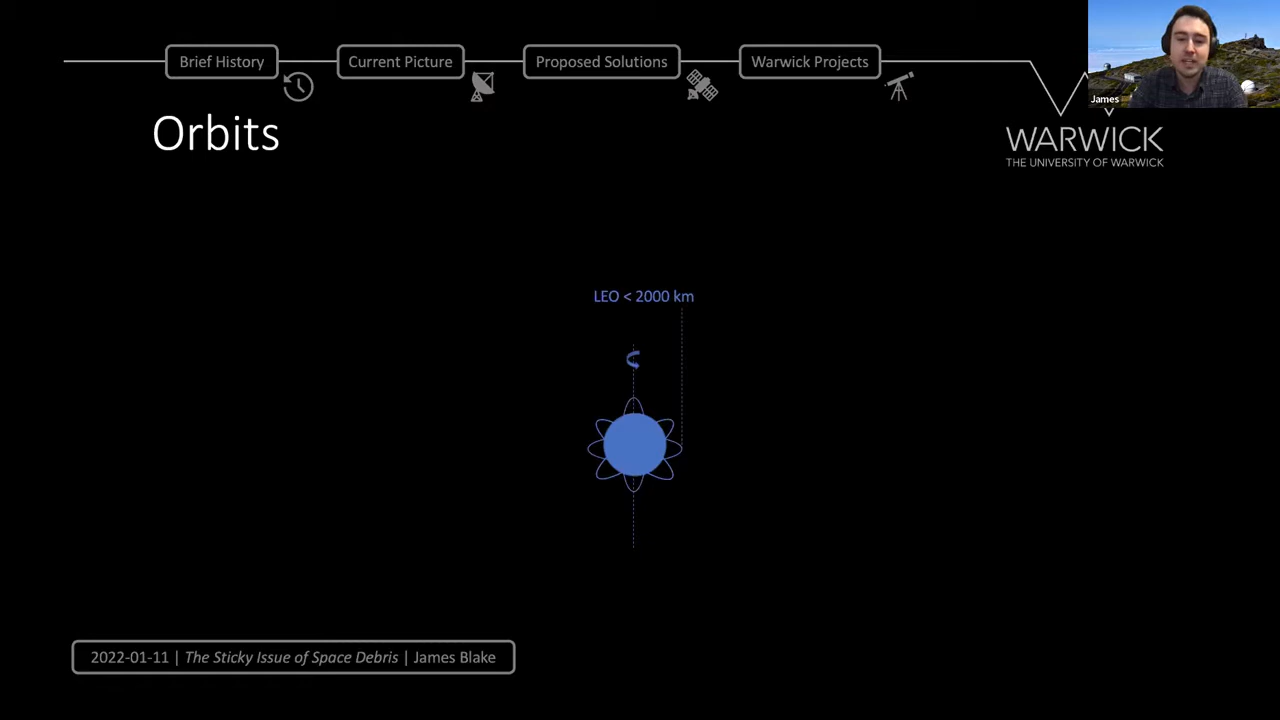 Brief History
Current Picture
Proposed Solutions
Warwick Projects
James
Orbits
WARWICK
THE UNIVERSITY OF WARWICK
LEO < 2000 km
2022-01-11 | The Sticky Issue of Space Debris | James Blake